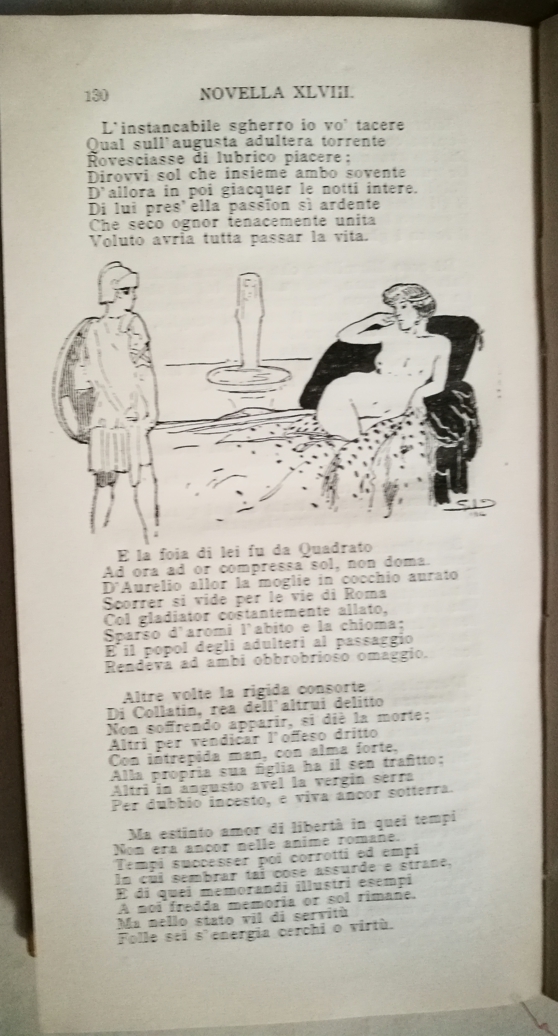 130
NOVELLA XLVIII.
L'instancabile sgherro io vo' tacere
Qual sull'augusta adultera torrente
Rovesciasse di lubrico piacere;
Dirovvi sol che insieme ambo sovente
D'allora in poi giacquer le notti intere.
Di lui pres' ella passion sì ardente
Che seco ognor tenacemente unita
Voluto avria tutta passar la vita.
E la foia di lei fu da Quadrato
Ad ora ad or compressa sol, non doma.
D'Aurelio allor la moglie in cocchio aurato
Scorrer si vide per le vie di Roma
Col gladiator costantemente allato,
Sparso d'aromi l'abito e la chioma;
E il popol degli adulteri al passaggio
Rendeva ad ambi obbrobrioso omaggio.
Altre volte la rigida consorte
Di Collatin, rea dell'altrui delitto
Non soffrendo apparir, si diè la morte;
Altri per vendicar l'offeso dritto
Con intrepida man, con alma forte,
Alla propria sua figlia ha il sen trafitto;
Altri in angusto avel la vergin serra
Per dubbio incesto, e viva ancor sotterra.
Ma estinto amor di libertà in quei tempi
Non era ancor nelle anime romane.
Tempi successer poi corrotti ed empi
In cui sembrar tai cose assurde e strane,
E di quei memorandi illustri esempi
A noi fredda memoria or sol rimane.
Ma nello stato vil di servitù
Folle sei s'energia cerchi o virtù.